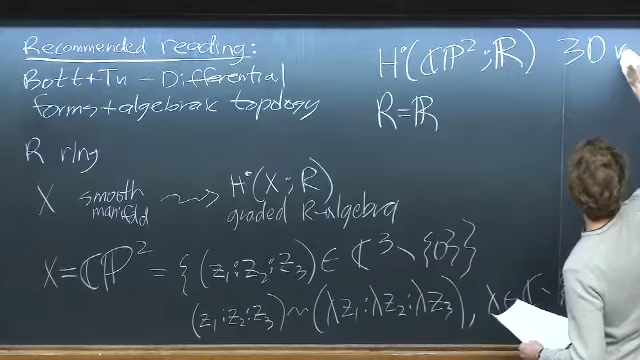 Recommended reading:
Bott+Tu – Differential
forms+algebraic topology
R ring
X smooth manifold ⇝ H•(X; R)
graded R-algebra
X = ℂℙ² = {(z₁:z₂:z₃) ∈ ℂ³ \ {0}}
(z₁:z₂:z₃) ~ (λz₁:λz₂:λz₃), λ ∈ ℂ \
H•(ℂℙ²; ℝ) 3D
R = ℝ